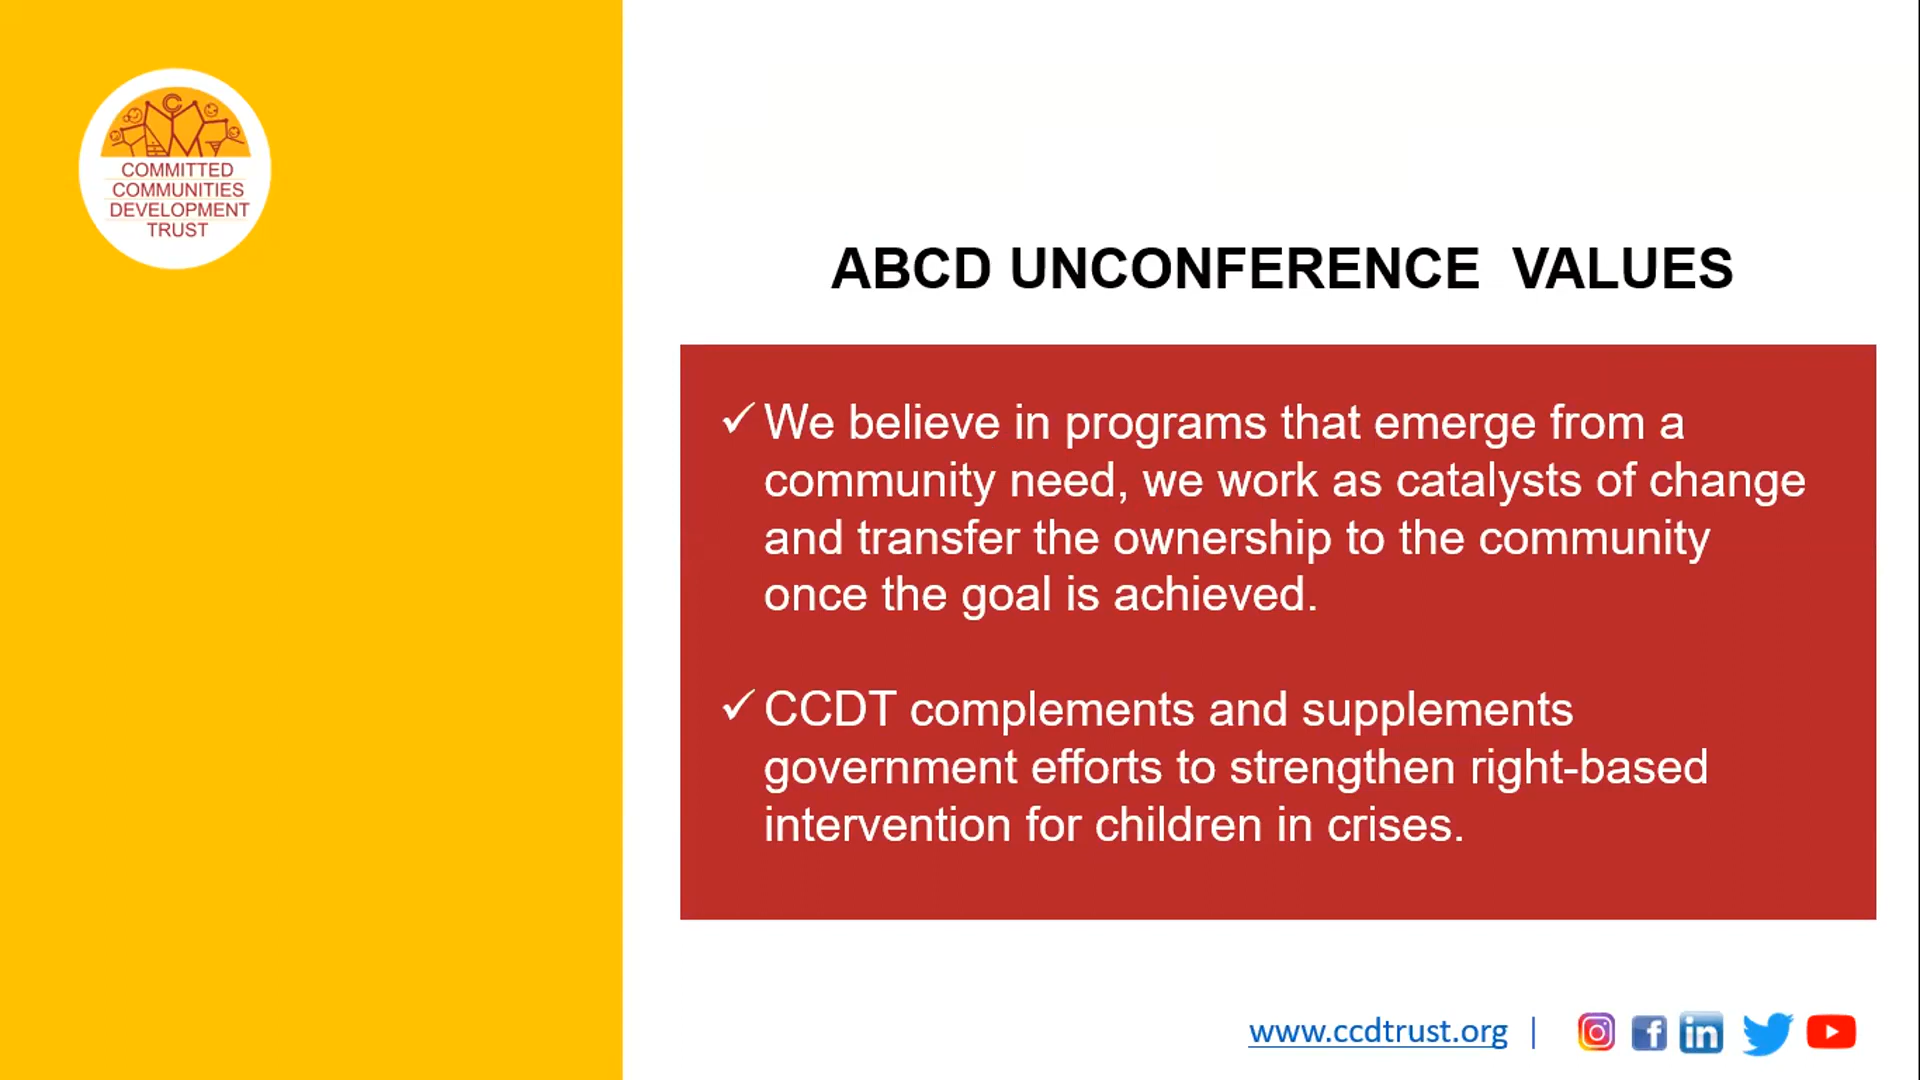 COMMITTED
COMMUNITIES
DEVELOPMENT
TRUST
ABCD UNCONFERENCE  VALUES
✓ We believe in programs that emerge from a
community need, we work as catalysts of change
and transfer the ownership to the community
once the goal is achieved.
✓ CCDT complements and supplements
government efforts to strengthen right-based
intervention for children in crises.
www.ccdtrust.org |